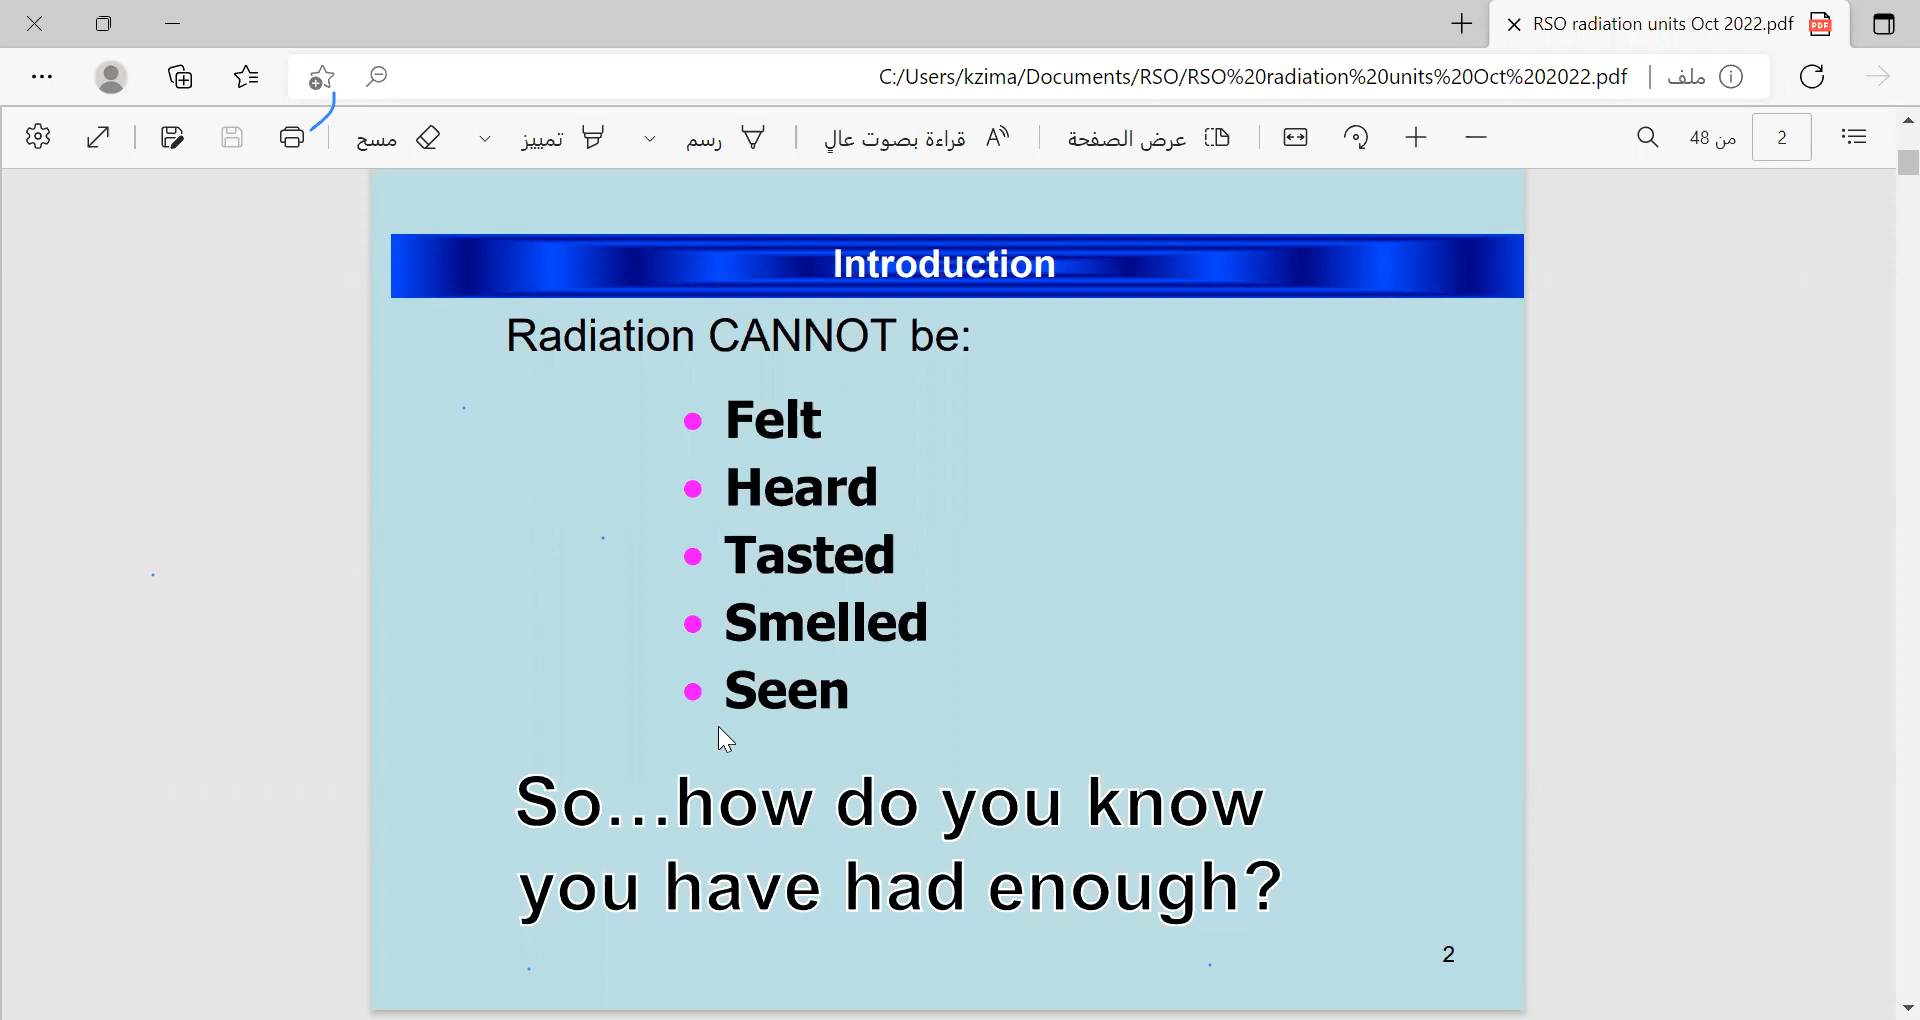 RSO radiation units Oct 2022.pdf
C:/Users/kzima/Documents/RSO/RSO%20radiation%20units%20Oct%202022.pdf | ملف
2 من 48
عرض الصفحة
قراءة بصوت عالٍ
رسم
تمييز
مسح
Introduction
Radiation CANNOT be:
• Felt
• Heard
• Tasted
• Smelled
• Seen
So...how do you know
you have had enough?
2